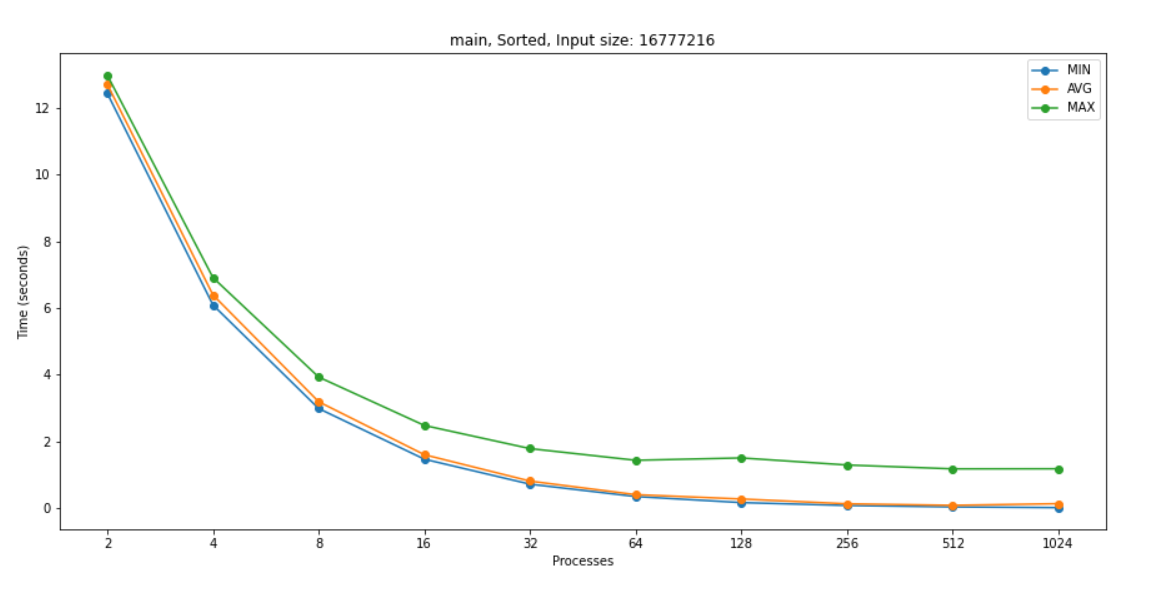 main, Sorted, Input size: 16777216
MIN
AVG
MAX
Time (seconds)
12
10
8
6
4
2
0
2 4 8 16 32 64 128 256 512 1024
Processes